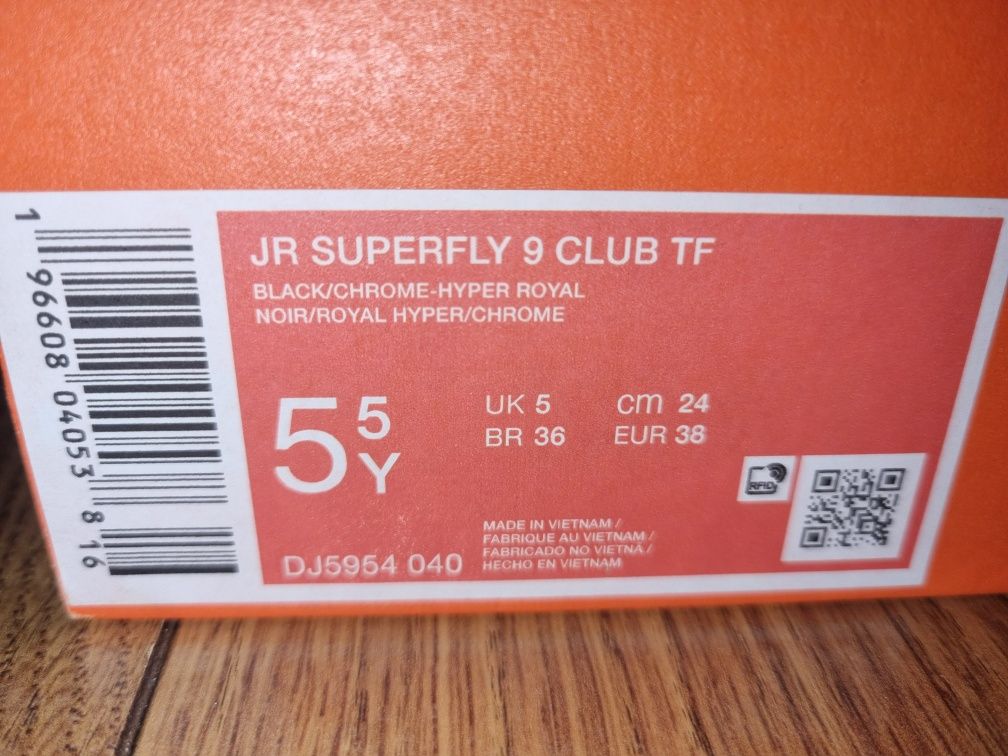 JR SUPERFLY 9 CLUB TF
BLACK/CHROME-HYPER ROYAL
NOIR/ROYAL HYPER/CHROME
5 5 Y
UK 5 cm 24
BR 36 EUR 38
RFID
MADE IN VIETNAM /
FABRIQUE AU VIETNAM /
FABRICADO NO VIETNÃ /
HECHO EN VIETNAM
DJ5954 040
1 96608 04053 8 16